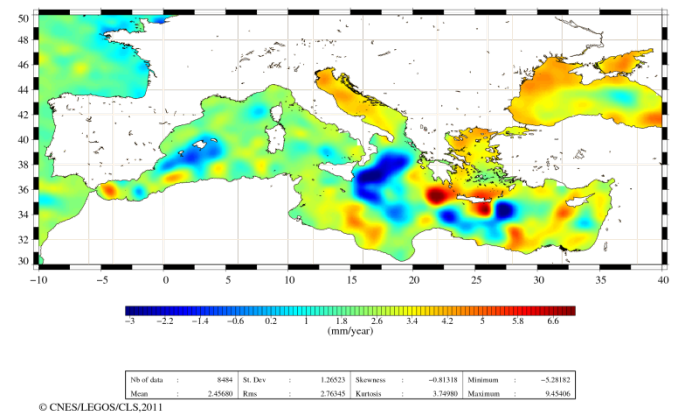 50
48
46
44
42
40
38
36
34
32
30
−10 −5 0 5 10 15 20 25 30 35 40
−3 −2.2 −1.4 −0.6 0.2 1 1.8 2.6 3.4 4.2 5 5.8 6.6
(mm/year)
Nb of data : 8484 St. Dev : 1.26523 Skewness : −0.81318 Minimum : −5.28182
Mean : 2.45680 Rms : 2.76345 Kurtosis : 3.74980 Maximum : 9.45406
© CNES/LEGOS/CLS,2011